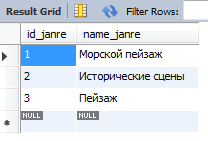 Result Grid Filter Rows:
id_janre name_janre
1 Морской пейзаж
2 Исторические сцены
3 Пейзаж
NULL NULL